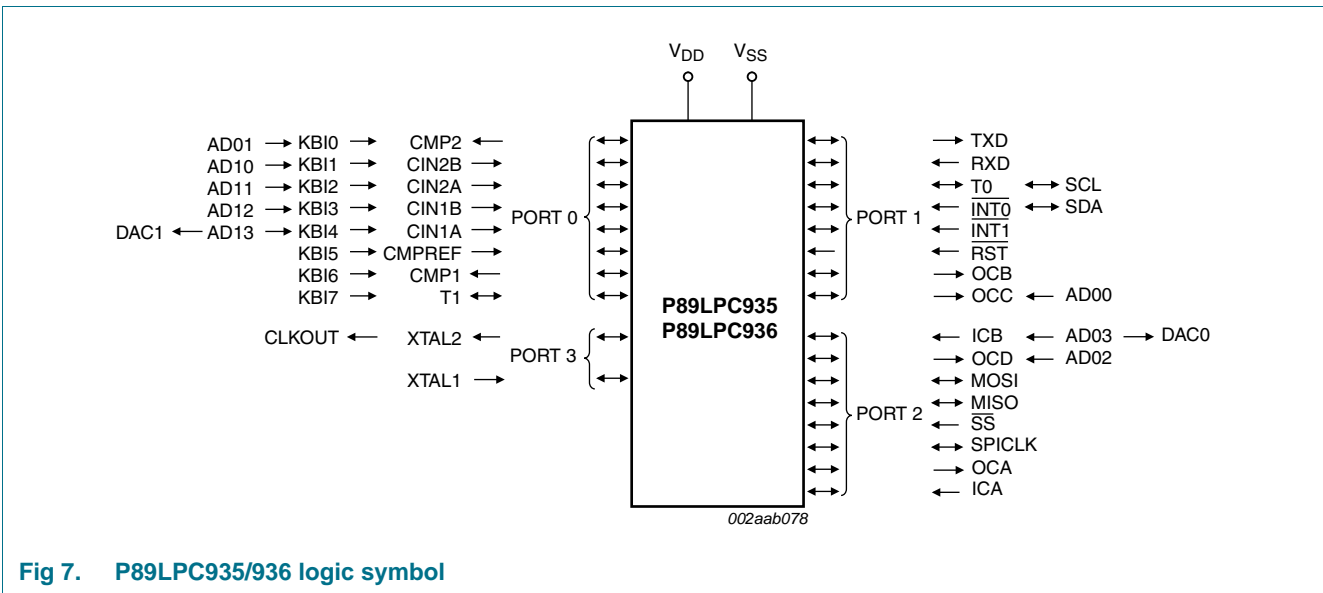 VDD VSS
AD01 KBI0 CMP2 TXD
AD10 KBI1 CIN2B RXD
AD11 KBI2 CIN2A T0 SCL
AD12 KBI3 CIN1B PORT 0 PORT 1 INT0 SDA
DAC1 AD13 KBI4 CIN1A INT1
KBI5 CMPREF RST
KBI6 CMP1 OCB
KBI7 T1 OCC AD00
P89LPC935
P89LPC936
CLKOUT XTAL2 ICB AD03 DAC0
PORT 3 OCD AD02
XTAL1 MOSI
MISO
PORT 2 SS
SPICLK
OCA
ICA
002aab078
Fig 7. P89LPC935/936 logic symbol